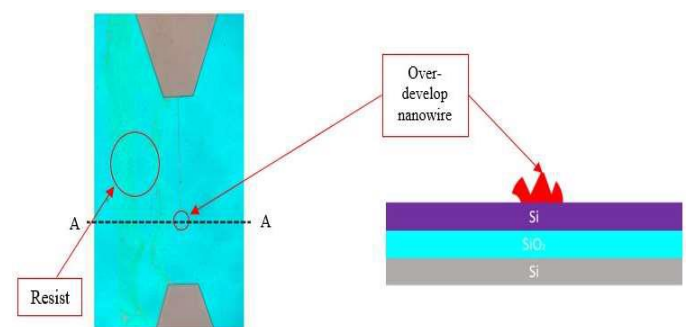 Over-
develop
nanowire
A
A
Resist
Si
SiO₂
Si